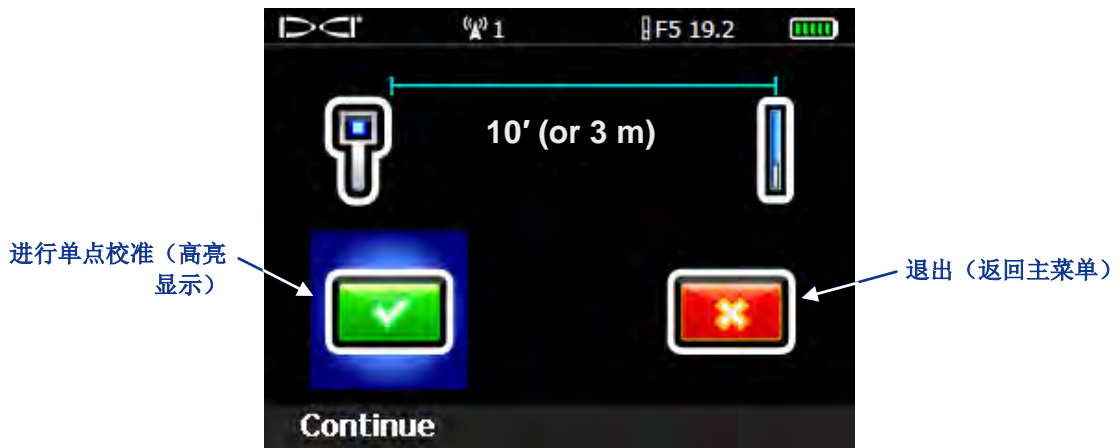 DCI
1
F5 19.2
10′ (or 3 m)
进行单点校准（高亮
显示）
退出（返回主菜单）
Continue